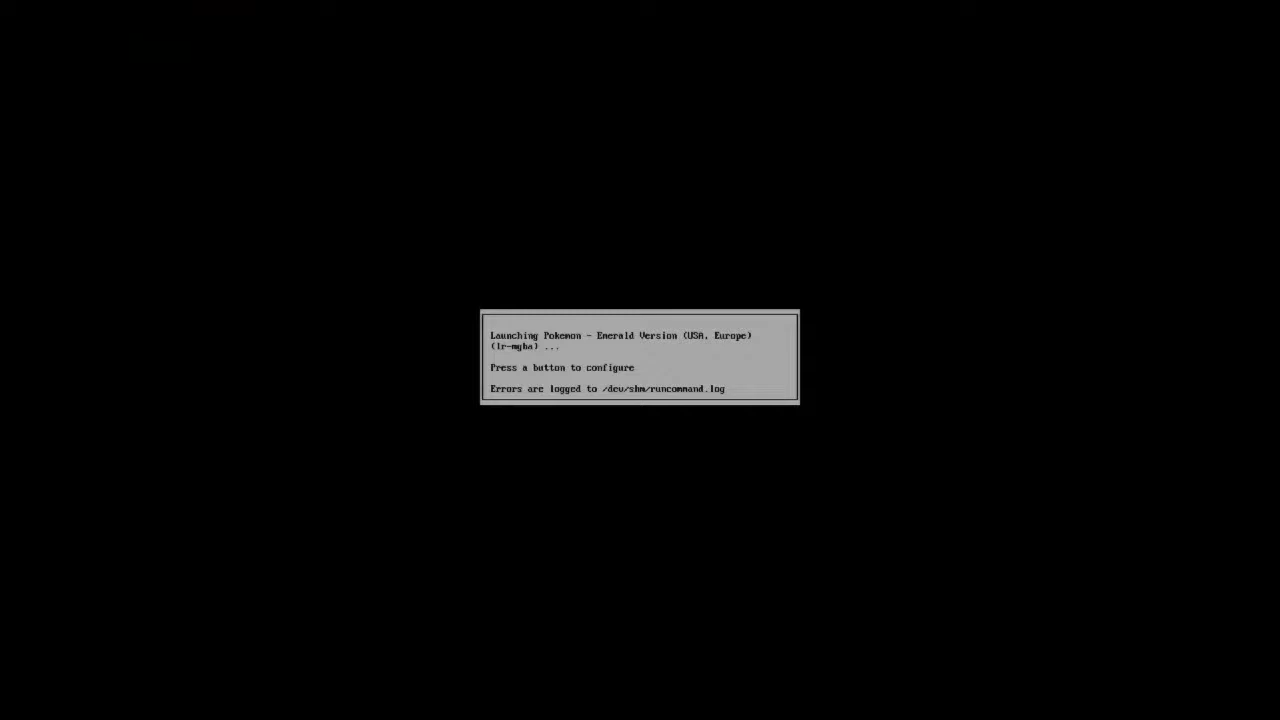 Launching Pokemon - Emerald Version (USA, Europe)
(lr-mgba) ...
Press a button to configure
Errors are logged to /dev/shm/runcommand.log